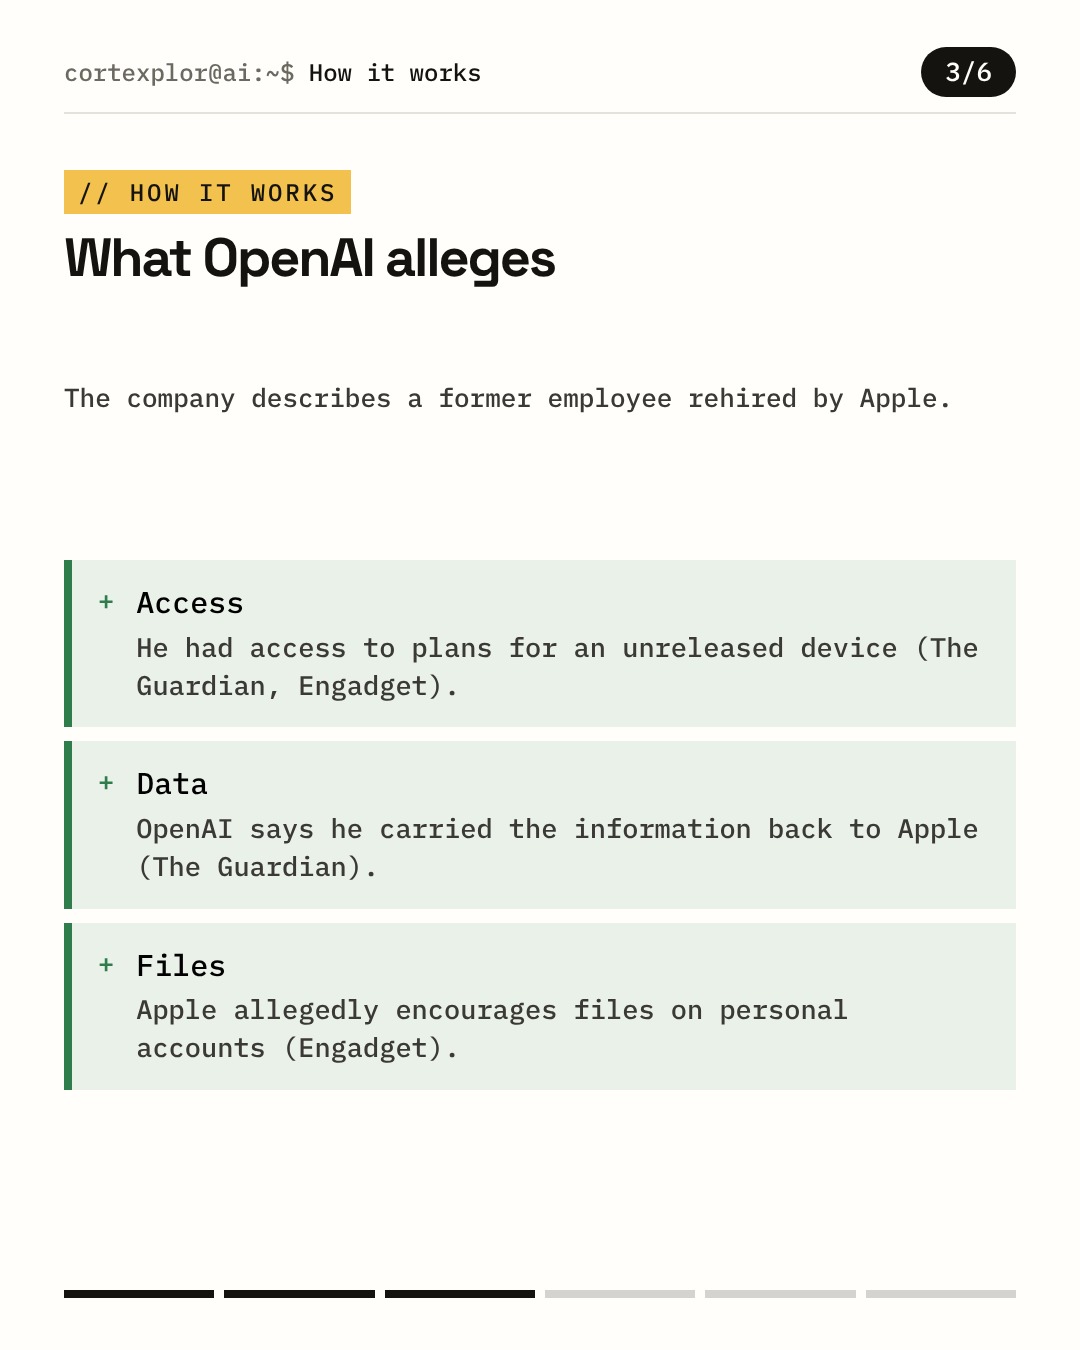 cortexplor@ai:~$ How it works
3/6
// HOW IT WORKS
What OpenAI alleges
The company describes a former employee rehired by Apple.
+ Access
He had access to plans for an unreleased device (The
Guardian, Engadget).
+ Data
OpenAI says he carried the information back to Apple
(The Guardian).
+ Files
Apple allegedly encourages files on personal
accounts (Engadget).